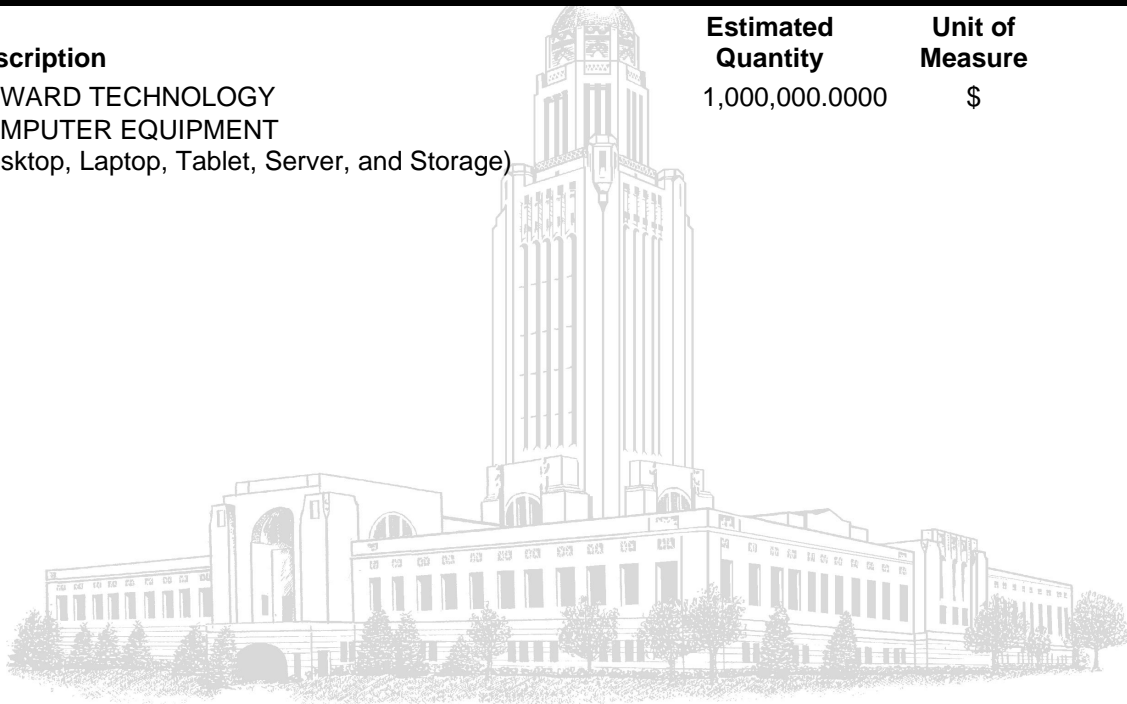 Estimated Unit of
scription Quantity Measure
WARD TECHNOLOGY 1,000,000.0000 $
MPUTER EQUIPMENT
sktop, Laptop, Tablet, Server, and Storage)